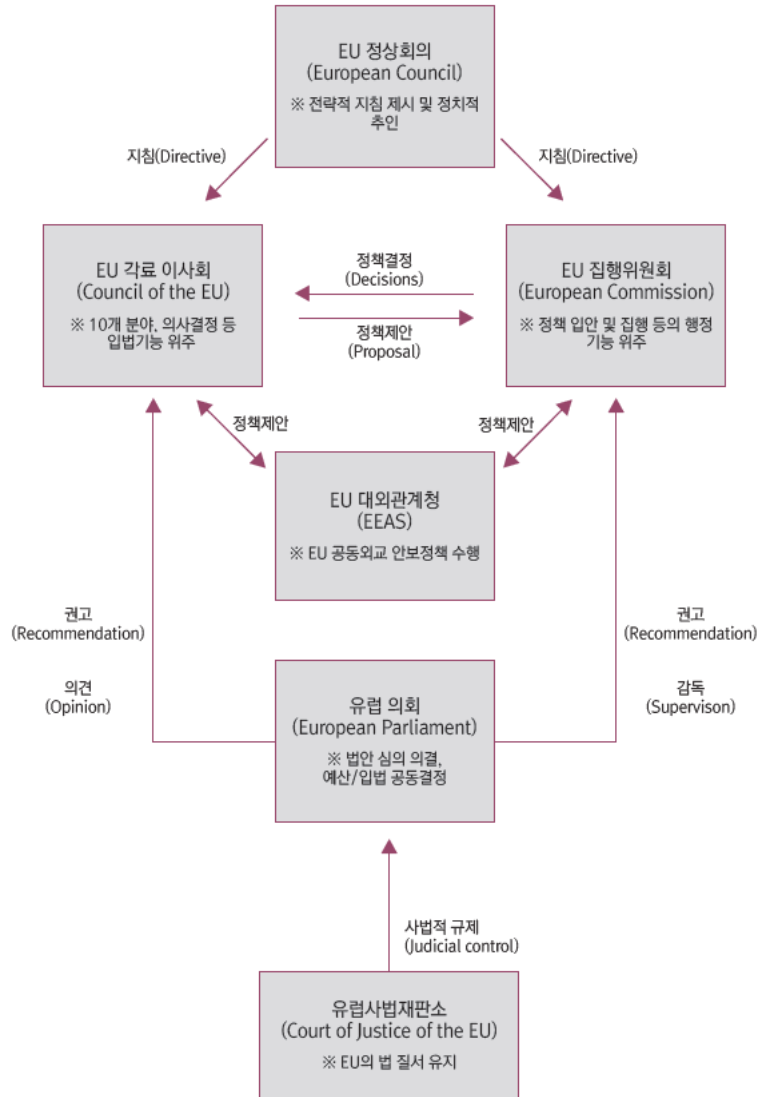 EU 정상회의
(European Council)
※ 전략적 지침 제시 및 정치적
추인
지침(Directive)
지침(Directive)
EU 각료 이사회
(Council of the EU)
※ 10개 분야, 의사결정 등
입법기능 위주
정책결정
(Decisions)
정책제안
(Proposal)
EU 집행위원회
(European Commission)
※ 정책 입안 및 집행 등의 행정
기능 위주
정책제안
정책제안
EU 대외관계청
(EEAS)
※ EU 공동외교 안보정책 수행
권고
(Recommendation)
의견
(Opinion)
권고
(Recommendation)
감독
(Supervison)
유럽 의회
(European Parliament)
※ 법안 심의 의결,
예산/입법 공동결정
사법적 규제
(Judicial control)
유럽사법재판소
(Court of Justice of the EU)
※ EU의 법 질서 유지